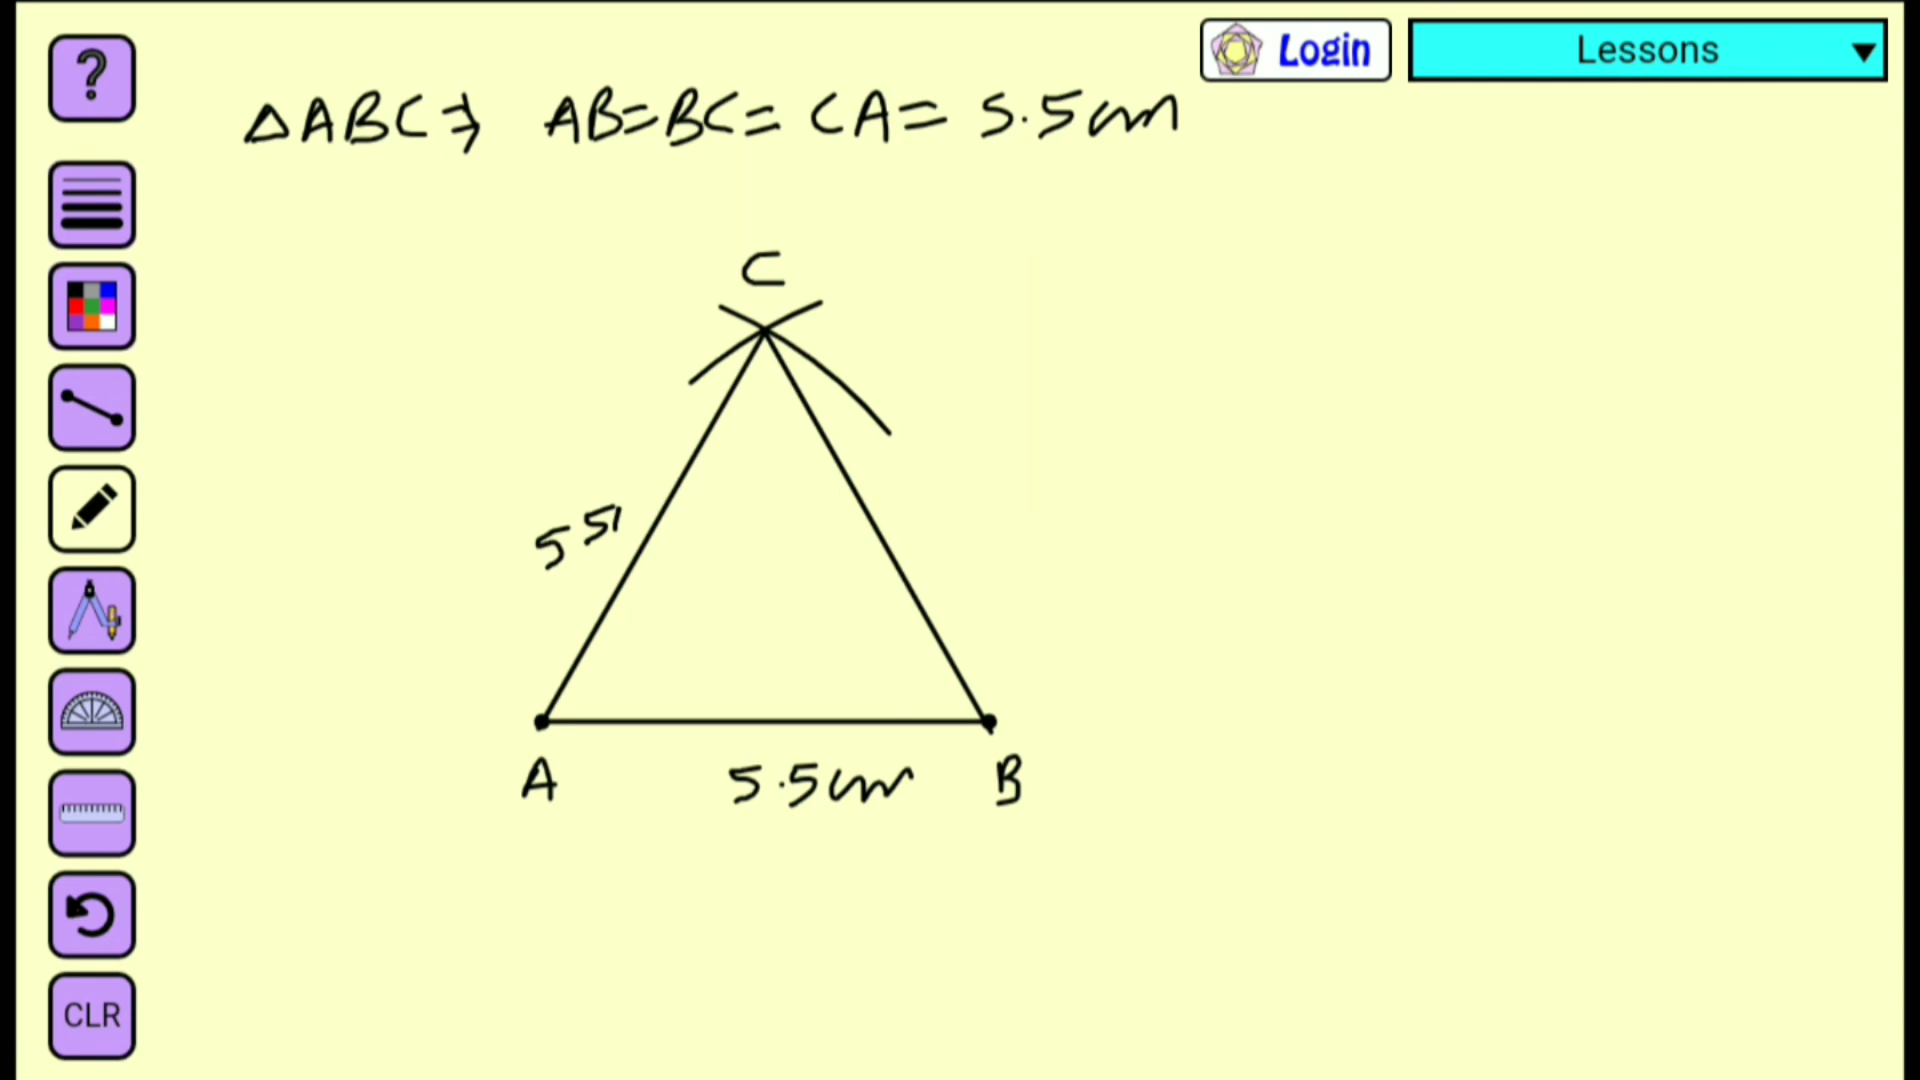 ?
Login
Lessons
△ABC ⇒ AB=BC= CA= 5.5cm
C
5 5
A
5.5cm
B
CLR